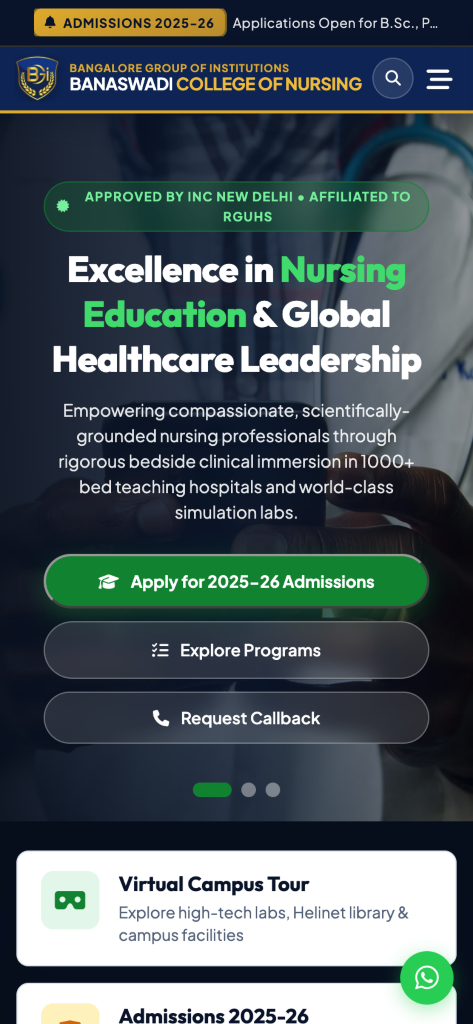 ADMISSIONS 2025-26 Applications Open for B.Sc., P...
BANGALORE GROUP OF INSTITUTIONS
BANASWADI COLLEGE OF NURSING
APPROVED BY INC NEW DELHI • AFFILIATED TO
RGUHS
Excellence in Nursing
Education & Global
Healthcare Leadership
Empowering compassionate, scientifically-
grounded nursing professionals through
rigorous bedside clinical immersion in 1000+
bed teaching hospitals and world-class
simulation labs.
Apply for 2025-26 Admissions
Explore Programs
Request Callback
Virtual Campus Tour
Explore high-tech labs, Helinet library &
campus facilities
Admissions 2025-26